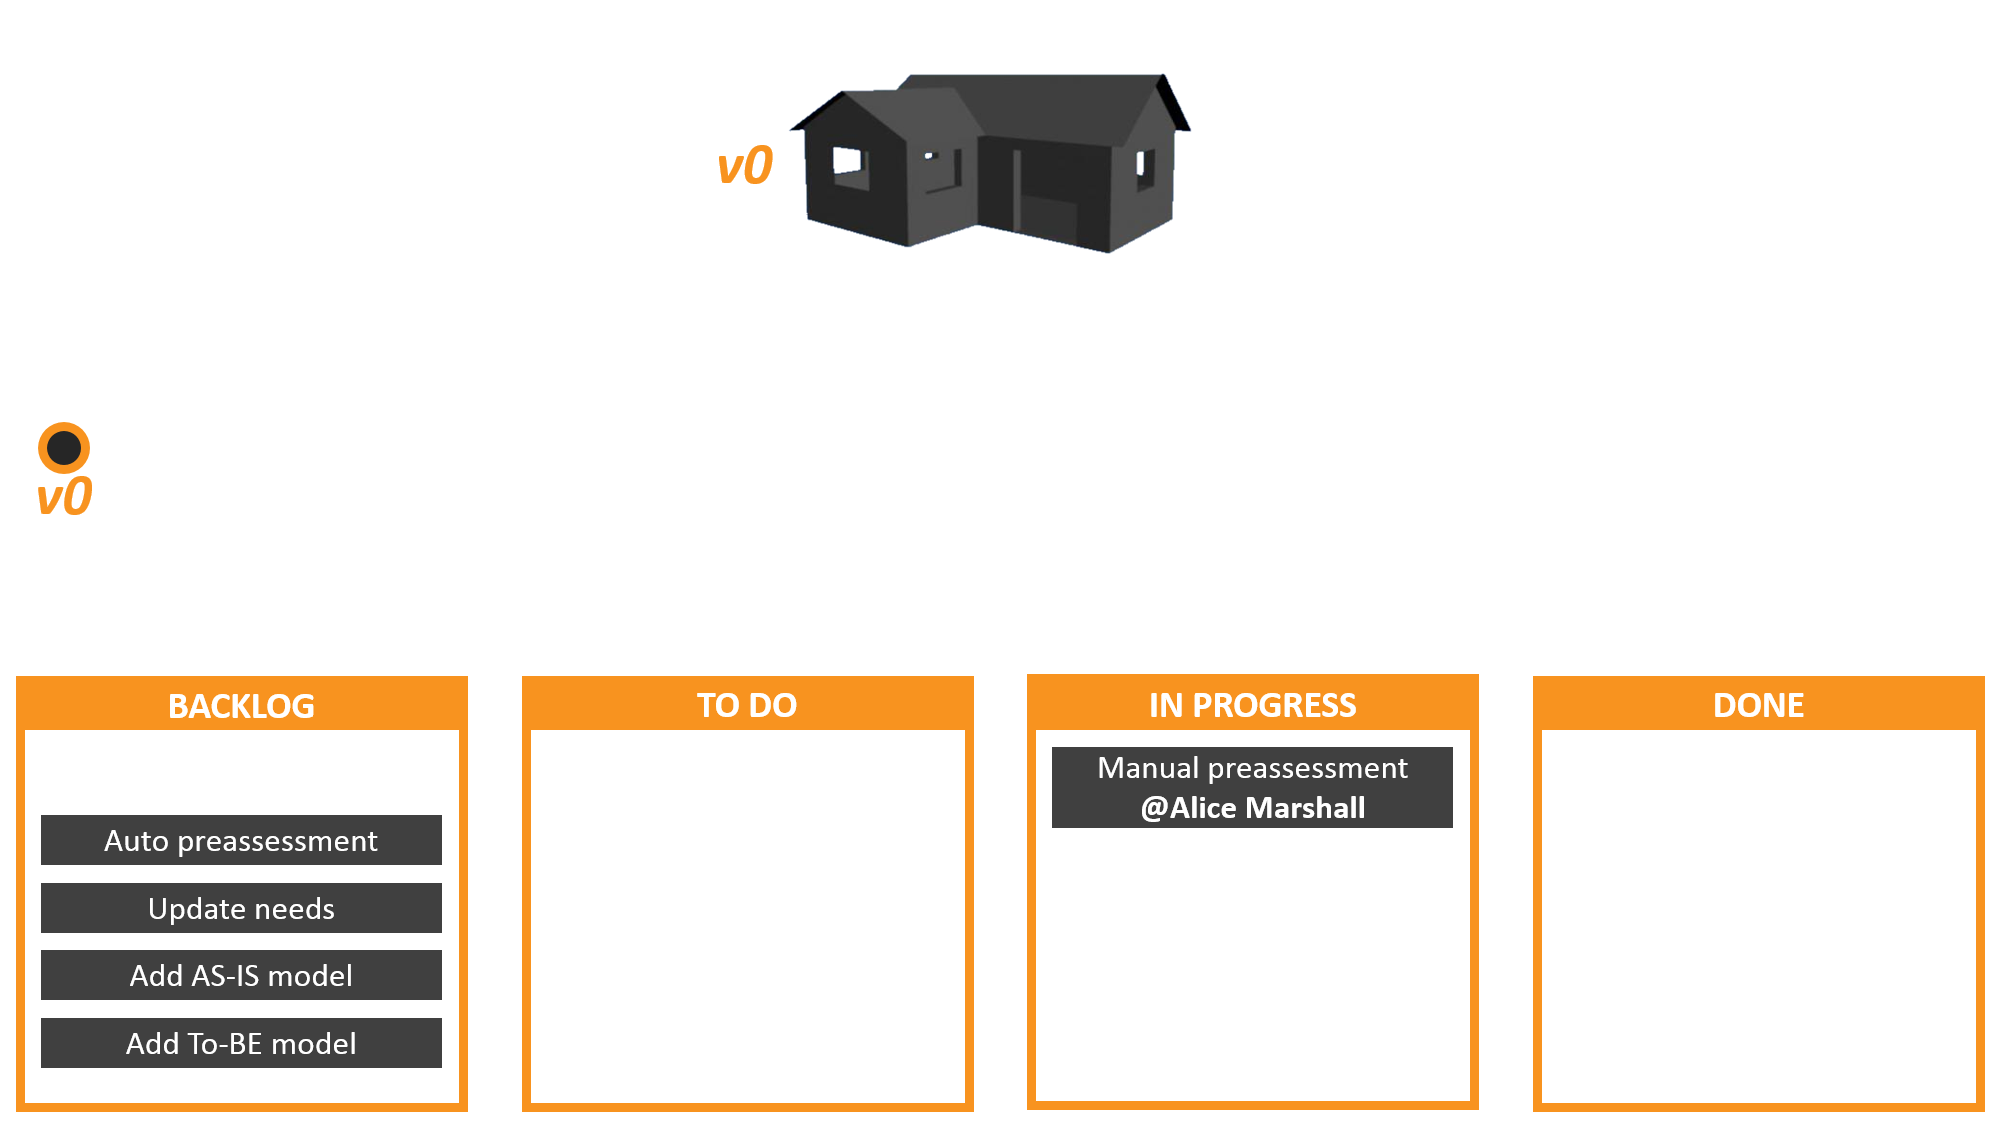 v0
v0
BACKLOG
Auto preassessment
Update needs
Add AS-IS model
Add To-BE model
TO DO
IN PROGRESS
Manual preassessment
@Alice Marshall
DONE